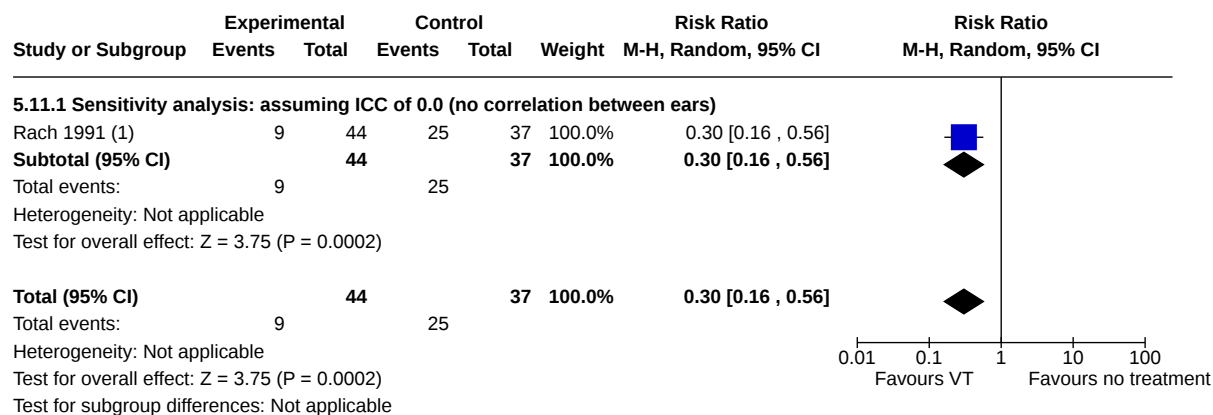 Experimental Control Risk Ratio Risk Ratio
Study or Subgroup Events Total Events Total Weight M-H, Random, 95% CI M-H, Random, 95% CI
5.11.1 Sensitivity analysis: assuming ICC of 0.0 (no correlation between ears)
Rach 1991 (1) 9 44 25 37 100.0% 0.30 [0.16 , 0.56]
Subtotal (95% CI) 44 37 100.0% 0.30 [0.16 , 0.56]
Total events: 9 25
Heterogeneity: Not applicable
Test for overall effect: Z = 3.75 (P = 0.0002)
Total (95% CI) 44 37 100.0% 0.30 [0.16 , 0.56]
Total events: 9 25
Heterogeneity: Not applicable
0.01 0.1 1 10 100
Test for overall effect: Z = 3.75 (P = 0.0002) Favours VT Favours no treatment
Test for subgroup differences: Not applicable